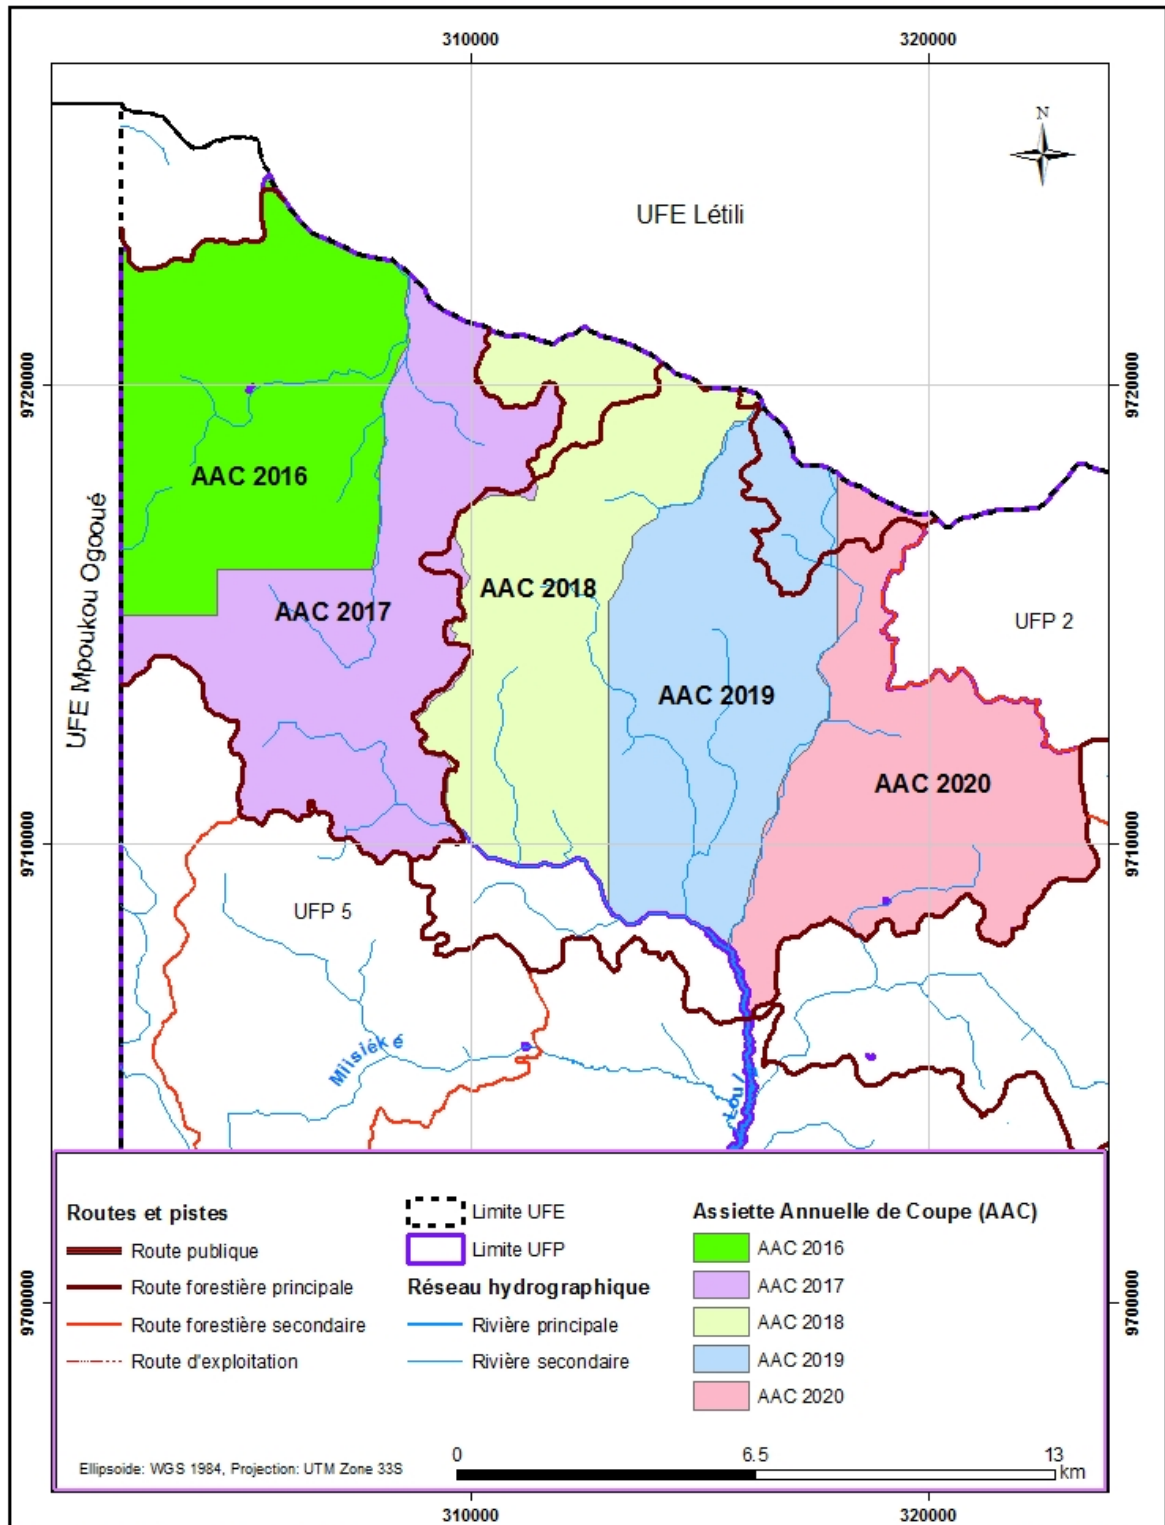 310000
320000
N
UFE Létili
9720000
9720000
AAC 2016
AAC 2018
AAC 2017
UFP 2
UFE Mpoukou Ogooué
AAC 2019
AAC 2020
9710000
9710000
UFP 5
Miisiéké
Loul
Routes et pistes
Route publique
Route forestière principale
Route forestière secondaire
Route d'exploitation
Limite UFE
Limite UFP
Réseau hydrographique
Rivière principale
Rivière secondaire
Assiette Annuelle de Coupe (AAC)
AAC 2016
AAC 2017
AAC 2018
AAC 2019
AAC 2020
9700000
9700000
Ellipsoide: WGS 1984, Projection: UTM Zone 33S
0 6.5 13
km
310000
320000